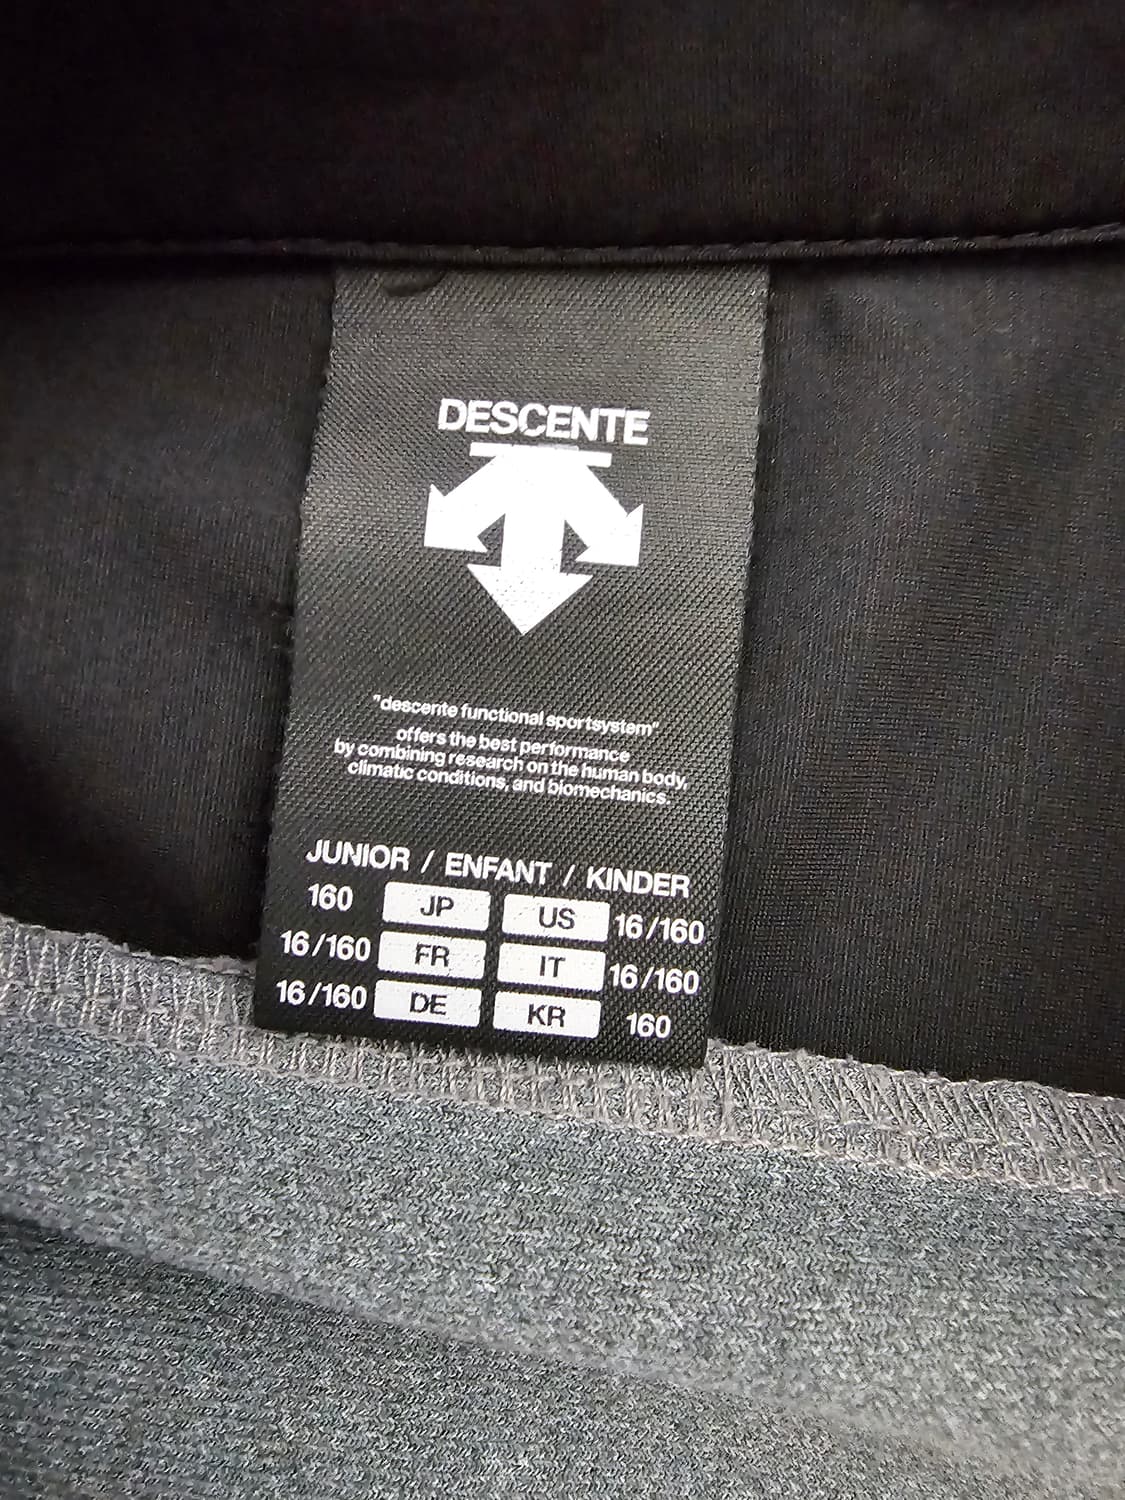 DESCENTE
"descente functional sportsystem"
offers the best performance
by combining research on the human body,
climatic conditions, and biomechanics.
JUNIOR / ENFANT / KINDER
160 JP US 16/160
16/160 FR IT 16/160
16/160 DE KR 160